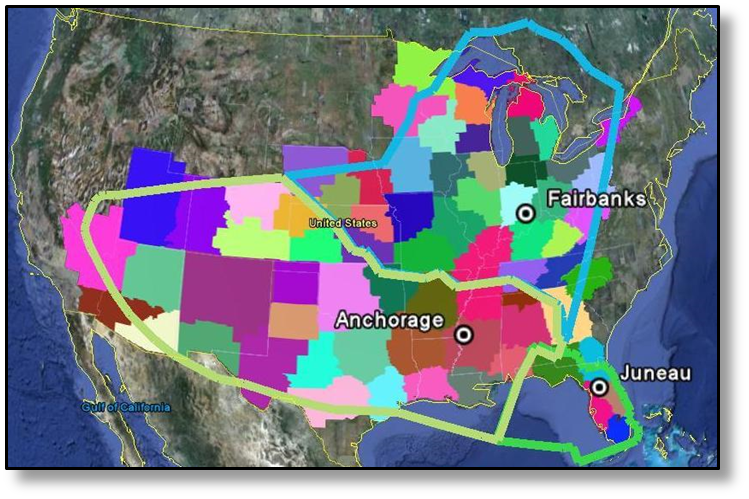 Fairbanks
United States
Anchorage
Juneau
Gulf of California